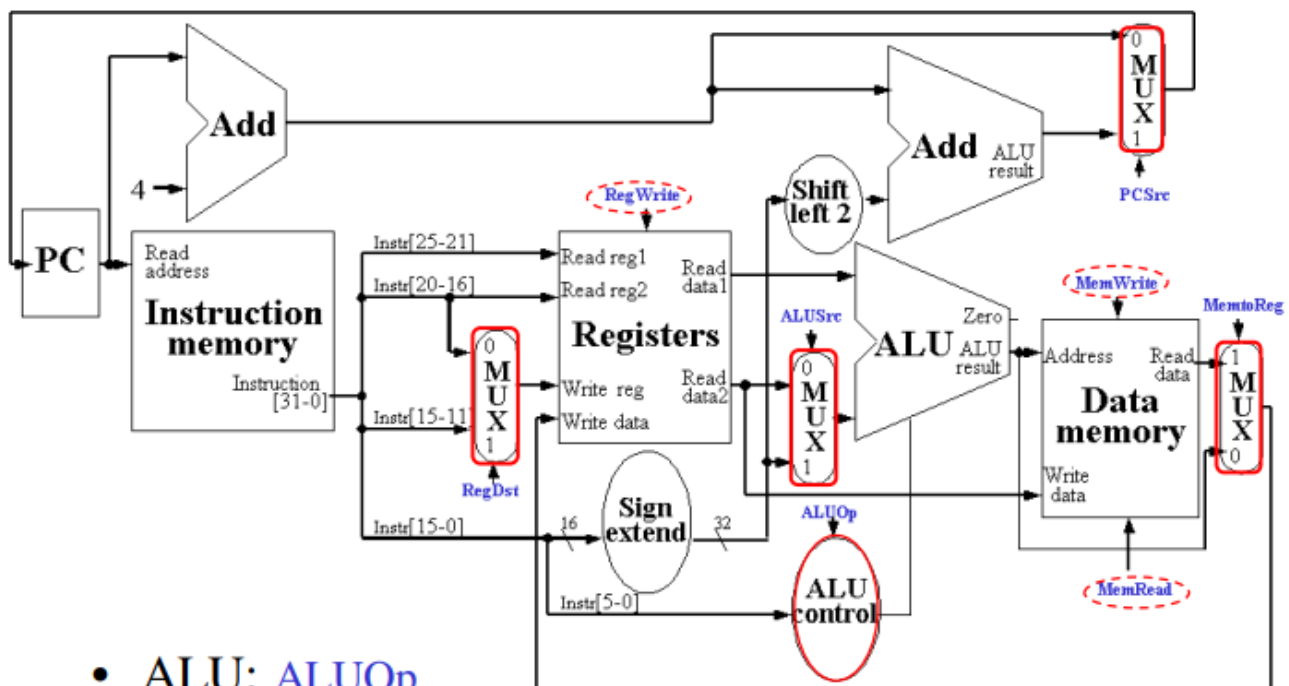 0
M
U
X
1
PCSrc
Add
4
Add
ALU
result
Shift
left 2
RegWrite
PC
Read
address
Instruction
memory
Instruction
[31-0]
Instr[25-21]
Instr[20-16]
Instr[15-11]
Instr[15-0]
Instr[5-0]
0
M
U
X
1
RegDst
Read reg1
Read reg2
Registers
Write reg
Write data
Read
data1
Read
data2
16
Sign
extend
32
ALUSrc
0
M
U
X
1
ALUOp
ALU
control
Zero
ALU
ALU
result
MemWrite
Address
Read
data
Data
memory
Write
data
MemRead
MemtoReg
1
M
U
X
0
• ALU: ALUOp